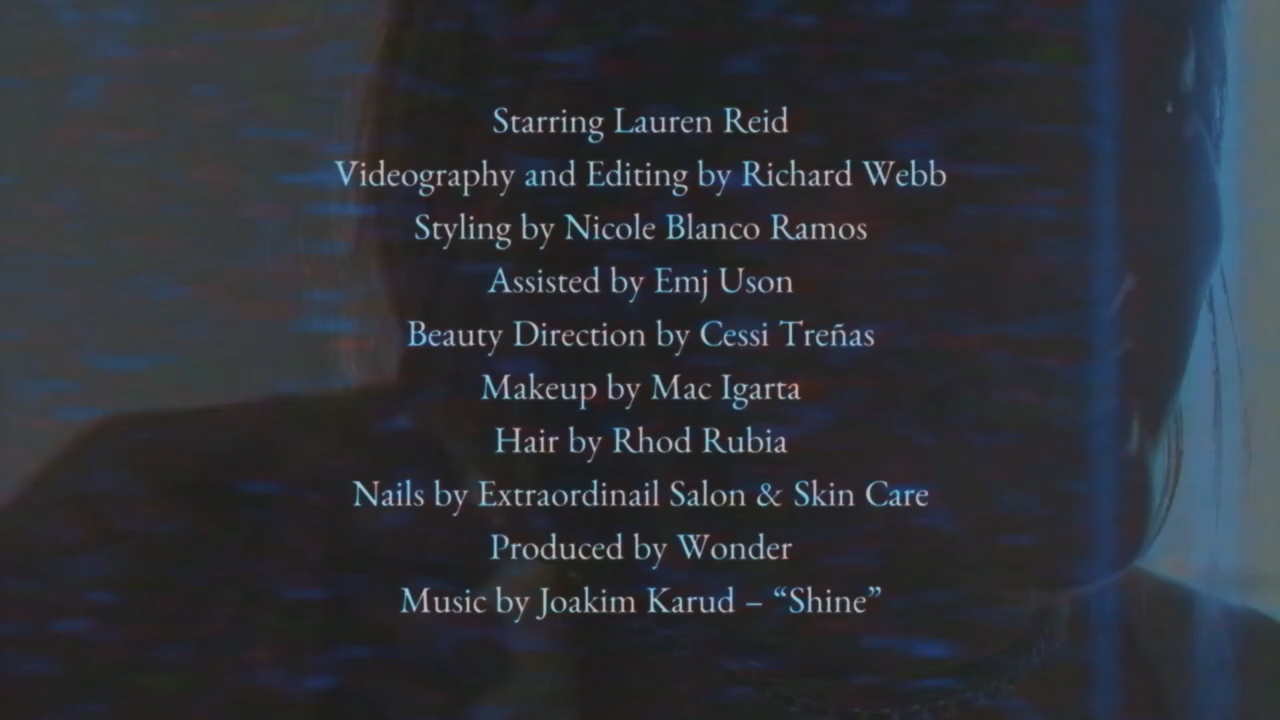 Starring Lauren Reid
Videography and Editing by Richard Webb
Styling by Nicole Blanco Ramos
Assisted by Emj Uson
Beauty Direction by Cessi Treñas
Makeup by Mac Igarta
Hair by Rhod Rubia
Nails by Extraordinail Salon & Skin Care
Produced by Wonder
Music by Joakim Karud – “Shine”